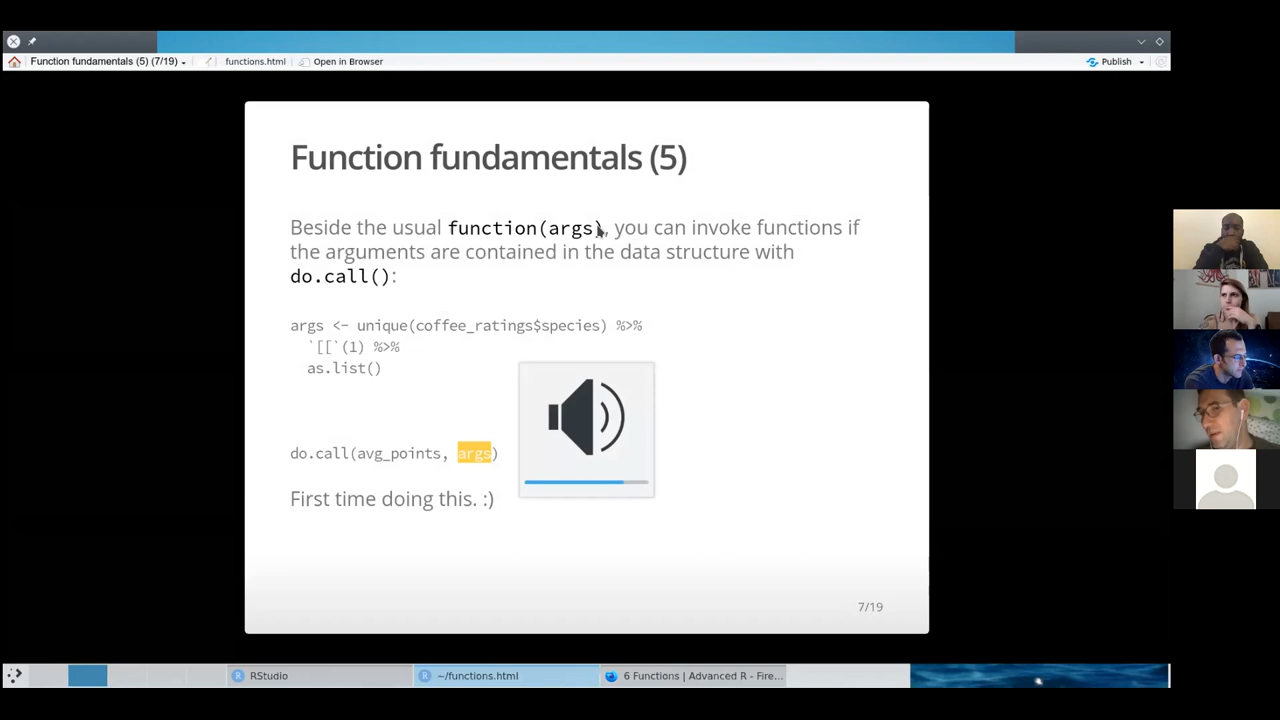 Function fundamentals (5) (7/19)
functions.html
Open in Browser
Publish
Function fundamentals (5)
Beside the usual function(args), you can invoke functions if
the arguments are contained in the data structure with
do.call():
args <- unique(coffee_ratings$species) %>%
`[[`(1) %>%
as.list()
do.call(avg_points, args)
First time doing this. :)
7/19
RStudio
~/functions.html
6 Functions | Advanced R - Fire...